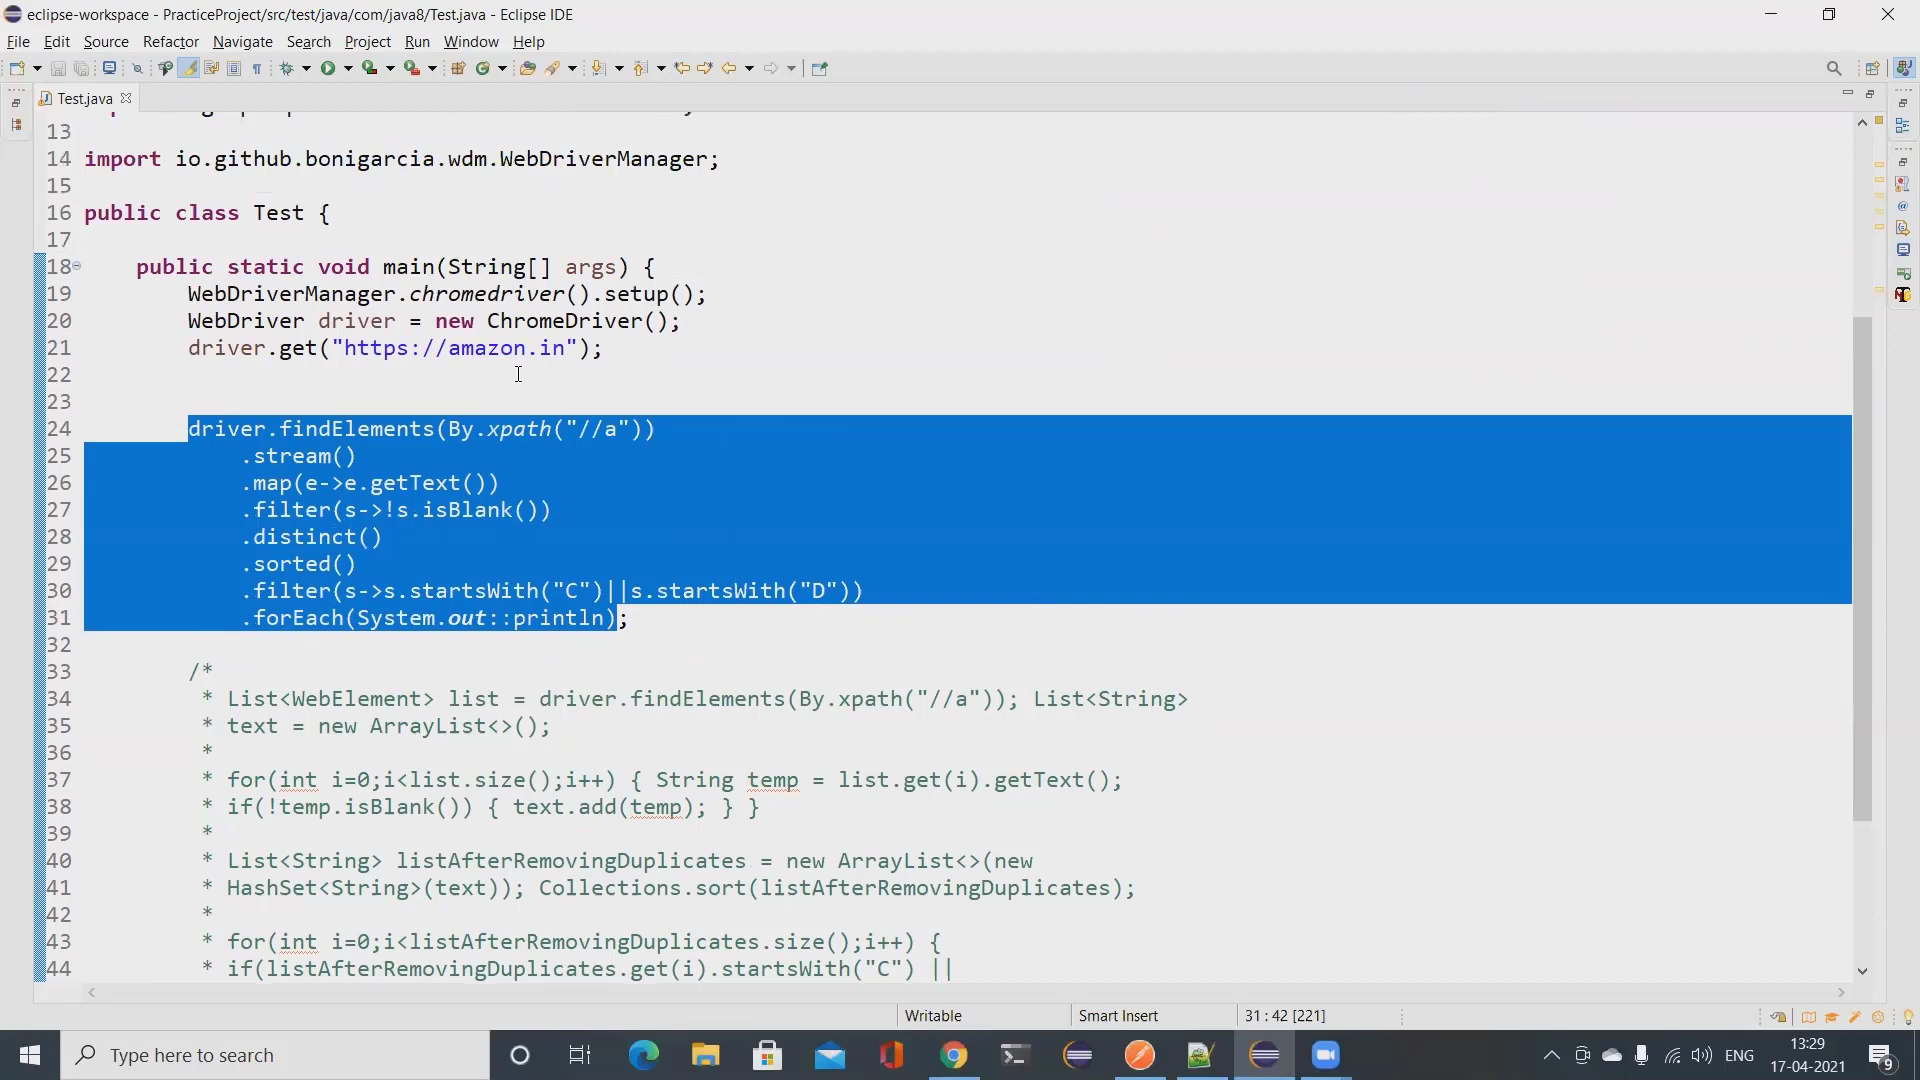 eclipse-workspace - PracticeProject/src/test/java/com/java8/Test.java - Eclipse IDE
File Edit Source Refactor Navigate Search Project Run Window Help
Test.java
13
14 import io.github.bonigarcia.wdm.WebDriverManager;
15
16 public class Test {
17
18 public static void main(String[] args) {
19 WebDriverManager.chromedriver().setup();
20 WebDriver driver = new ChromeDriver();
21 driver.get("https://amazon.in");
22
23
24 driver.findElements(By.xpath("//a"))
25 .stream()
26 .map(e->e.getText())
27 .filter(s->!s.isBlank())
28 .distinct()
29 .sorted()
30 .filter(s->s.startsWith("C")||s.startsWith("D"))
31 .forEach(System.out::println);
32
33 /*
34 * List<WebElement> list = driver.findElements(By.xpath("//a")); List<String>
35 * text = new ArrayList<>();
36 *
37 * for(int i=0;i<list.size();i++) { String temp = list.get(i).getText();
38 * if(!temp.isBlank()) { text.add(temp); } }
39 *
40 * List<String> listAfterRemovingDuplicates = new ArrayList<>(new
41 * HashSet<String>(text)); Collections.sort(listAfterRemovingDuplicates);
42 *
43 * for(int i=0;i<listAfterRemovingDuplicates.size();i++) {
44 * if(listAfterRemovingDuplicates.get(i).startsWith("C") ||
Writable Smart Insert 31 : 42 [221]
Type here to search
ENG
13:29
17-04-2021
9